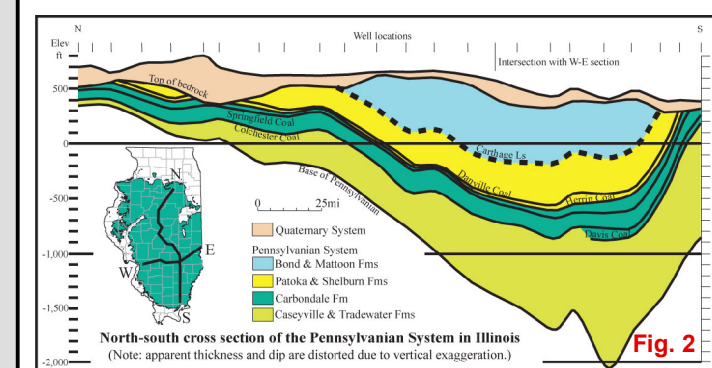 N
S
Well locations
Elev
ft
Intersection with W-E section
500
Top of bedrock
Springfield Coal
Colchester Coal
0
Carthage Ls
Danville Coal
Herrin Coal
Base of Pennsylvanian
-500
N
Davis Coal
0 25mi
Quaternary System
E
Pennsylvanian System
-1,000
W
Bond & Mattoon Fms
Patoka & Shelburn Fms
Carbondale Fm
-1,500
S
Caseyville & Tradewater Fms
North-south cross section of the Pennsylvanian System in Illinois
(Note: apparent thickness and dip are distorted due to vertical exaggeration.)
Fig. 2
-2,000